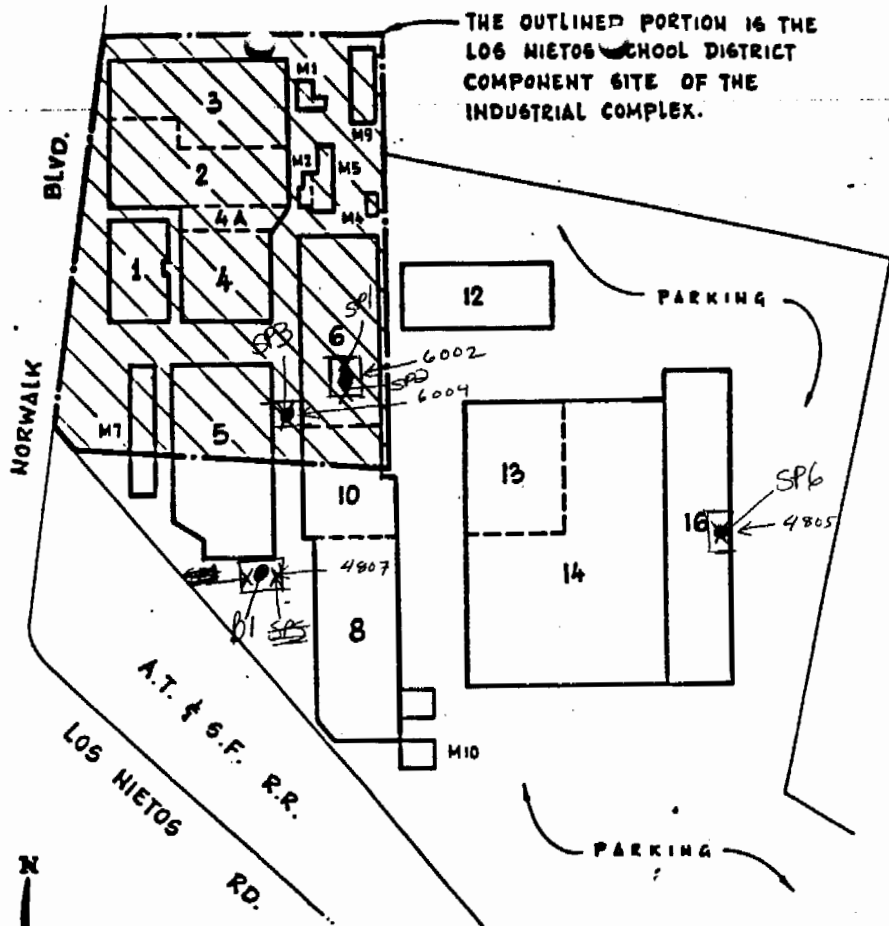 THE OUTLINED PORTION IS THE
LOS NIETOS SCHOOL DISTRICT
COMPONENT SITE OF THE
INDUSTRIAL COMPLEX.
M1
3
M9
BLVD.
M2
M5
2
M4
4A
1
4
12
PARKING
SP1
6
6002
6004
M7
5
NORWALK
10
13
SP6
16
4805
14
4807
B1
SP5
8
A.T. & S.F. R.R.
M10
LOS NIETOS
RD.
PARKING
N